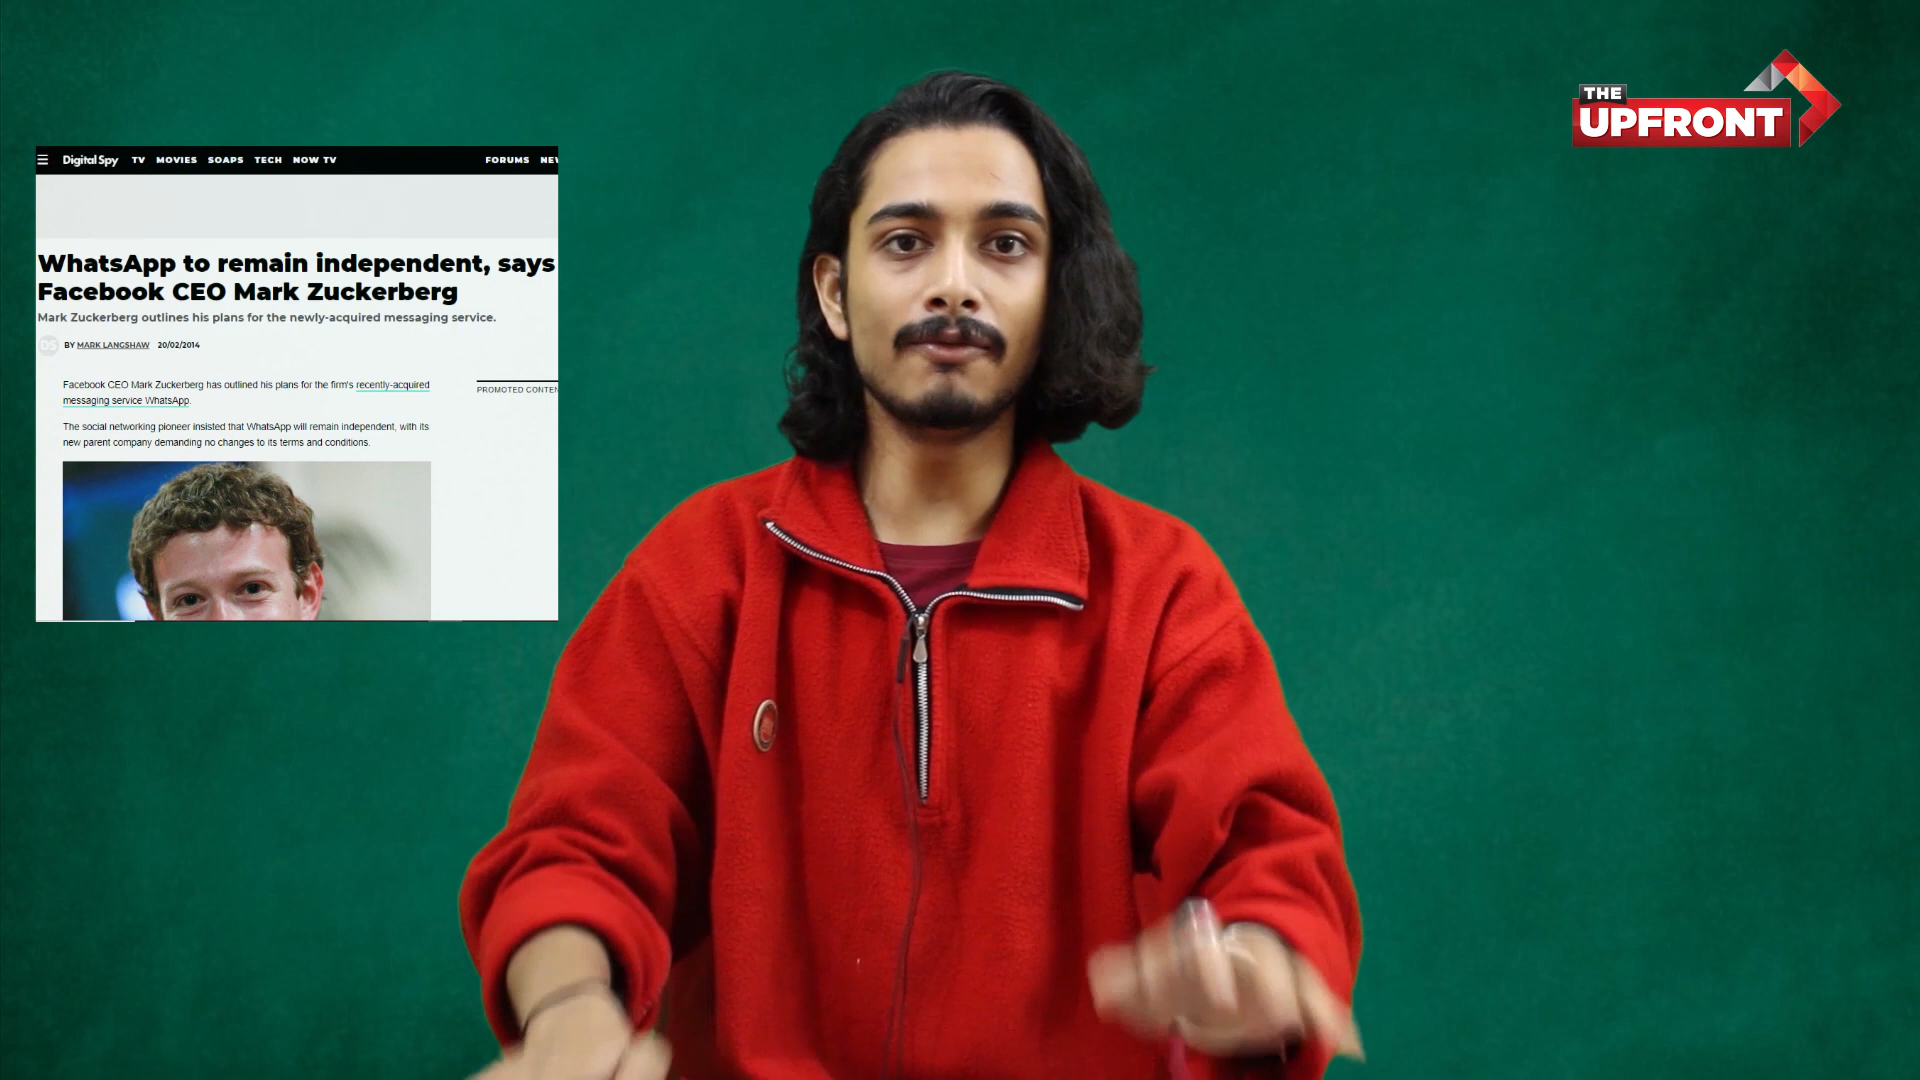 THE
UPFRONT
Digital Spy TV MOVIES SOAPS TECH NOW TV FORUMS
WhatsApp to remain independent, says
Facebook CEO Mark Zuckerberg
Mark Zuckerberg outlines his plans for the newly-acquired messaging service.
DS BY MARK LANGSHAW 20/02/2014
Facebook CEO Mark Zuckerberg has outlined his plans for the firm's recently-acquired
messaging service WhatsApp.
PROMOTED
The social networking pioneer insisted that WhatsApp will remain independent, with its
new parent company demanding no changes to its terms and conditions.